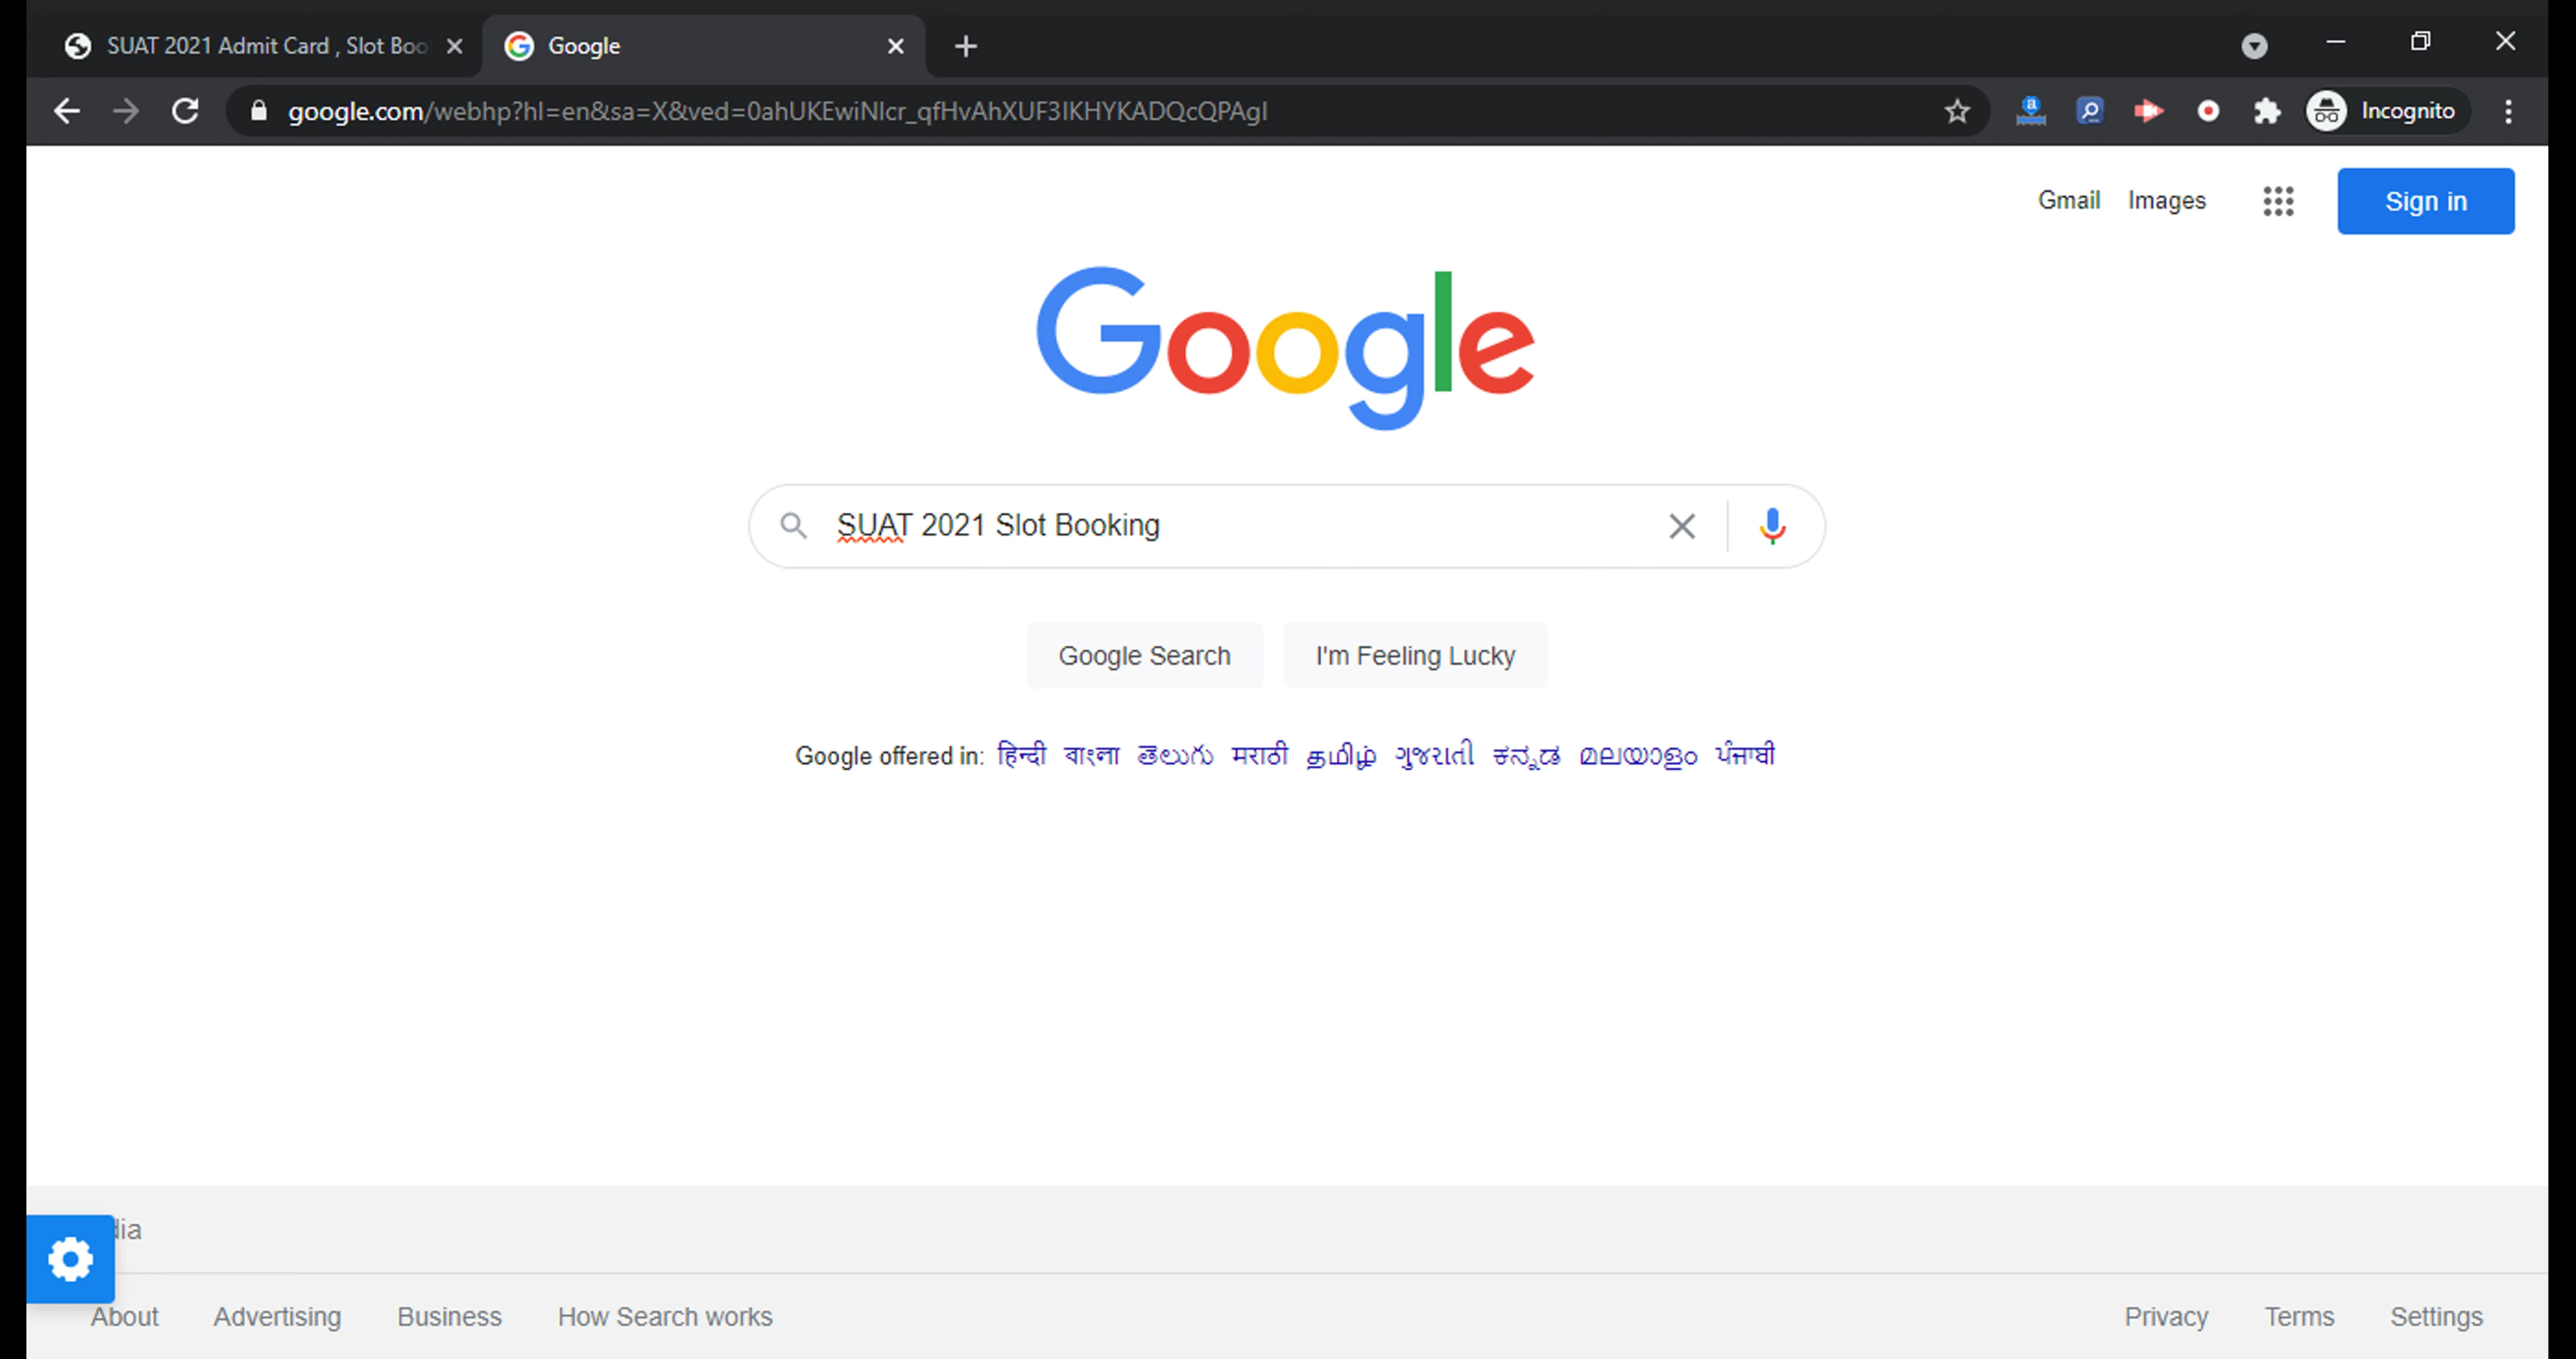 SUAT 2021 Admit Card , Slot Boo
Google
google.com/webhp?hl=en&sa=X&ved=0ahUKEwiNlcr_qfHvAhXUF3IKHYKADQcQPAgI
Incognito
Gmail Images Sign in
Google
SUAT 2021 Slot Booking
Google Search I'm Feeling Lucky
Google offered in: हिन्दी বাংলা తెలుగు मराठी தமிழ் ગુજરાતી ಕನ್ನಡ മലയാളം ਪੰਜਾਬੀ
dia
About Advertising Business How Search works Privacy Terms Settings